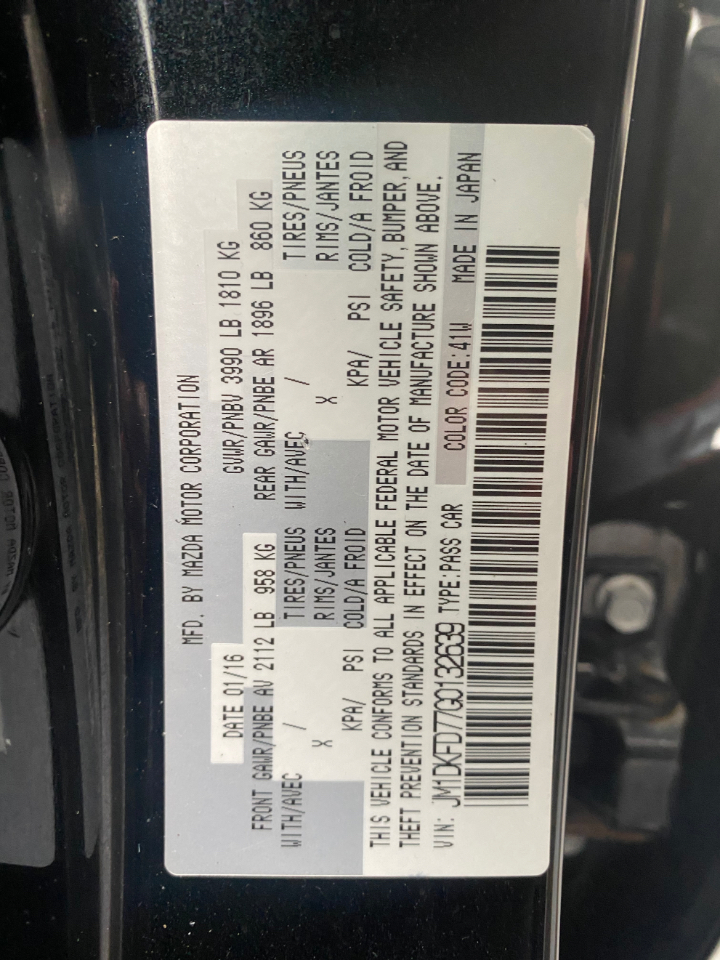 MFD. BY MAZDA MOTOR CORPORATION
DATE 01/16 GVWR/PNBV 3990 LB 1810 KG
FRONT GAWR/PNBE AV 2112 LB 958 KG REAR GAWR/PNBE AR 1896 LB 860 KG
WITH/AVEC / TIRES/PNEUS WITH/AVEC / TIRES/PNEUS
X RIMS/JANTES X RIMS/JANTES
KPA/ PSI COLD/A FROID KPA/ PSI COLD/A FROID
THIS VEHICLE CONFORMS TO ALL APPLICABLE FEDERAL MOTOR VEHICLE SAFETY, BUMPER, AND
THEFT PREVENTION STANDARDS IN EFFECT ON THE DATE OF MANUFACTURE SHOWN ABOVE.
VIN: JM1DKFD77G0132639 TYPE:PASS CAR COLOR CODE:41W MADE IN JAPAN